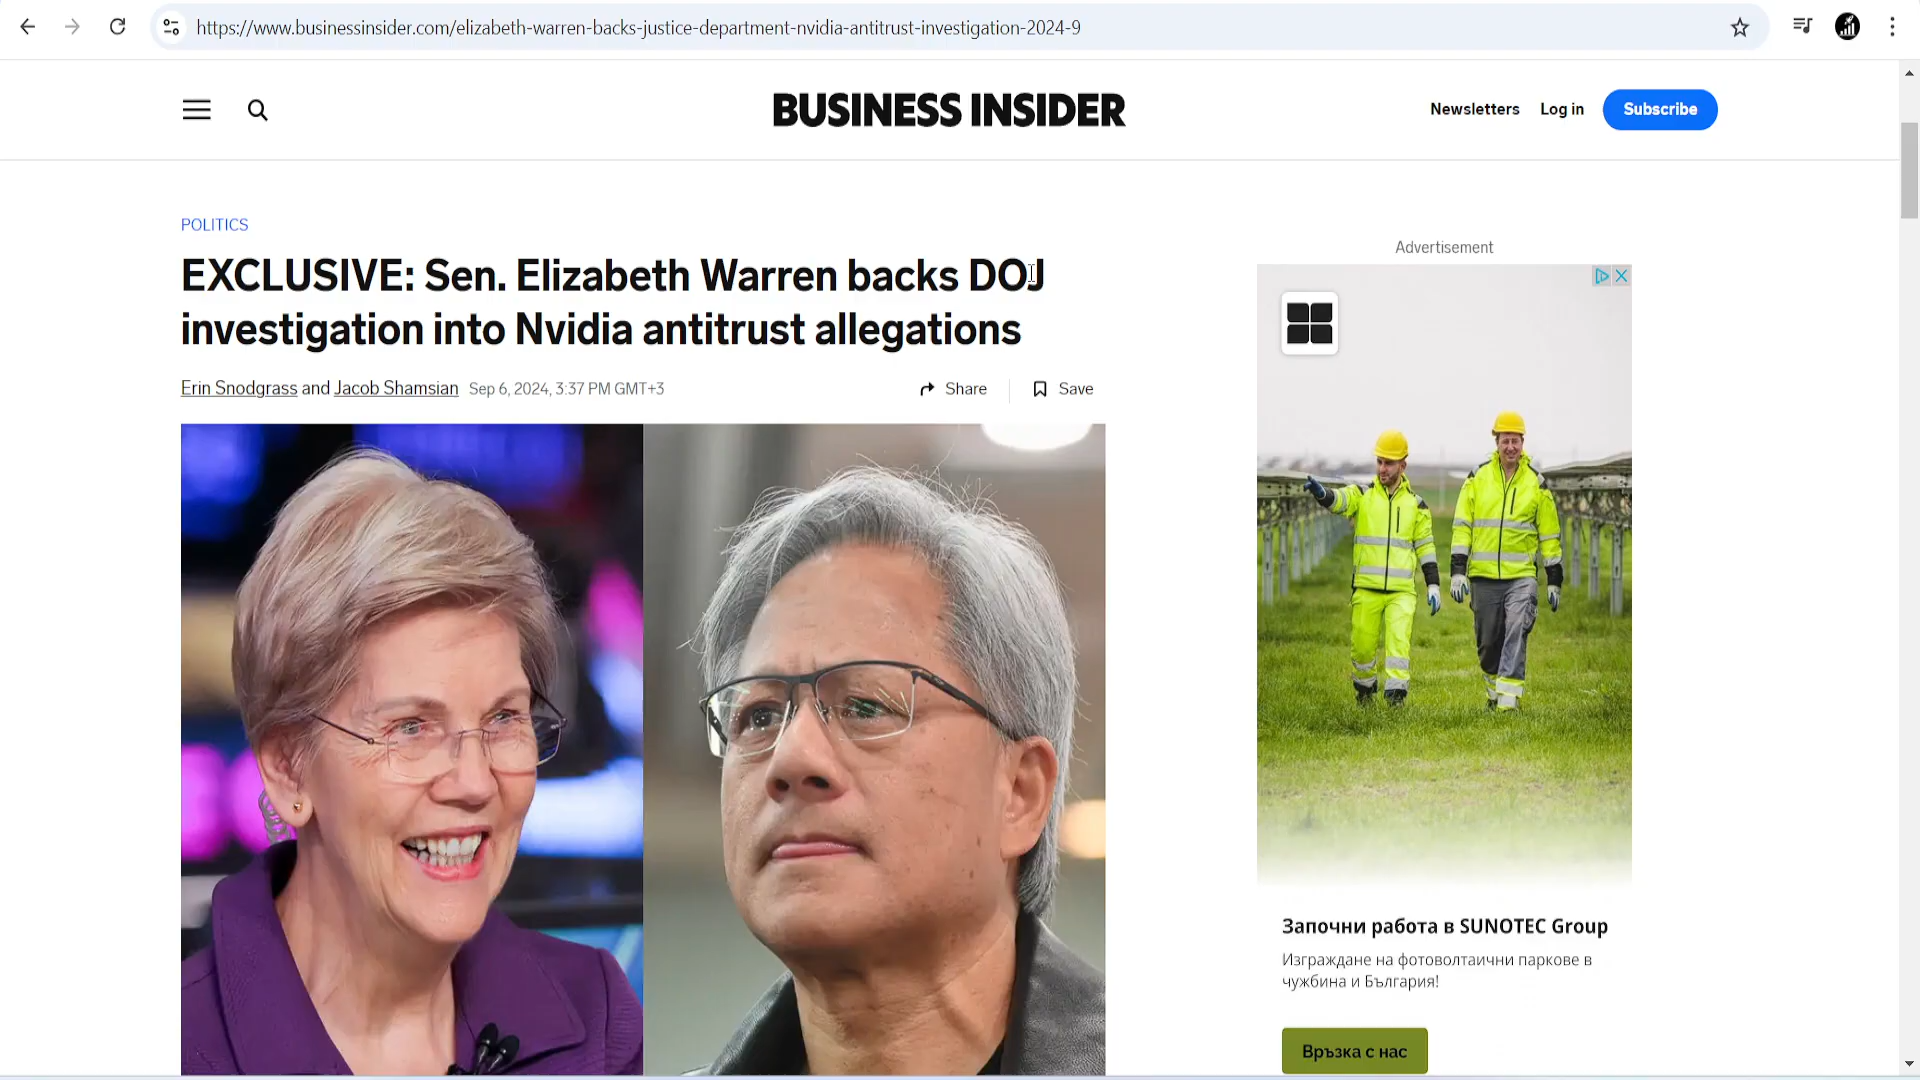 https://www.businessinsider.com/elizabeth-warren-backs-justice-department-nvidia-antitrust-investigation-2024-9
BUSINESS INSIDER
Newsletters
Log in
Subscribe
POLITICS
EXCLUSIVE: Sen. Elizabeth Warren backs DOJ
investigation into Nvidia antitrust allegations
Erin Snodgrass and Jacob Shamsian Sep 6, 2024, 3:37 PM GMT+3
Share
Save
Advertisement
Започни работа в SUNOTEC Group
Изграждане на фотоволтаични паркове в
чужбина и България!
Връзка с нас